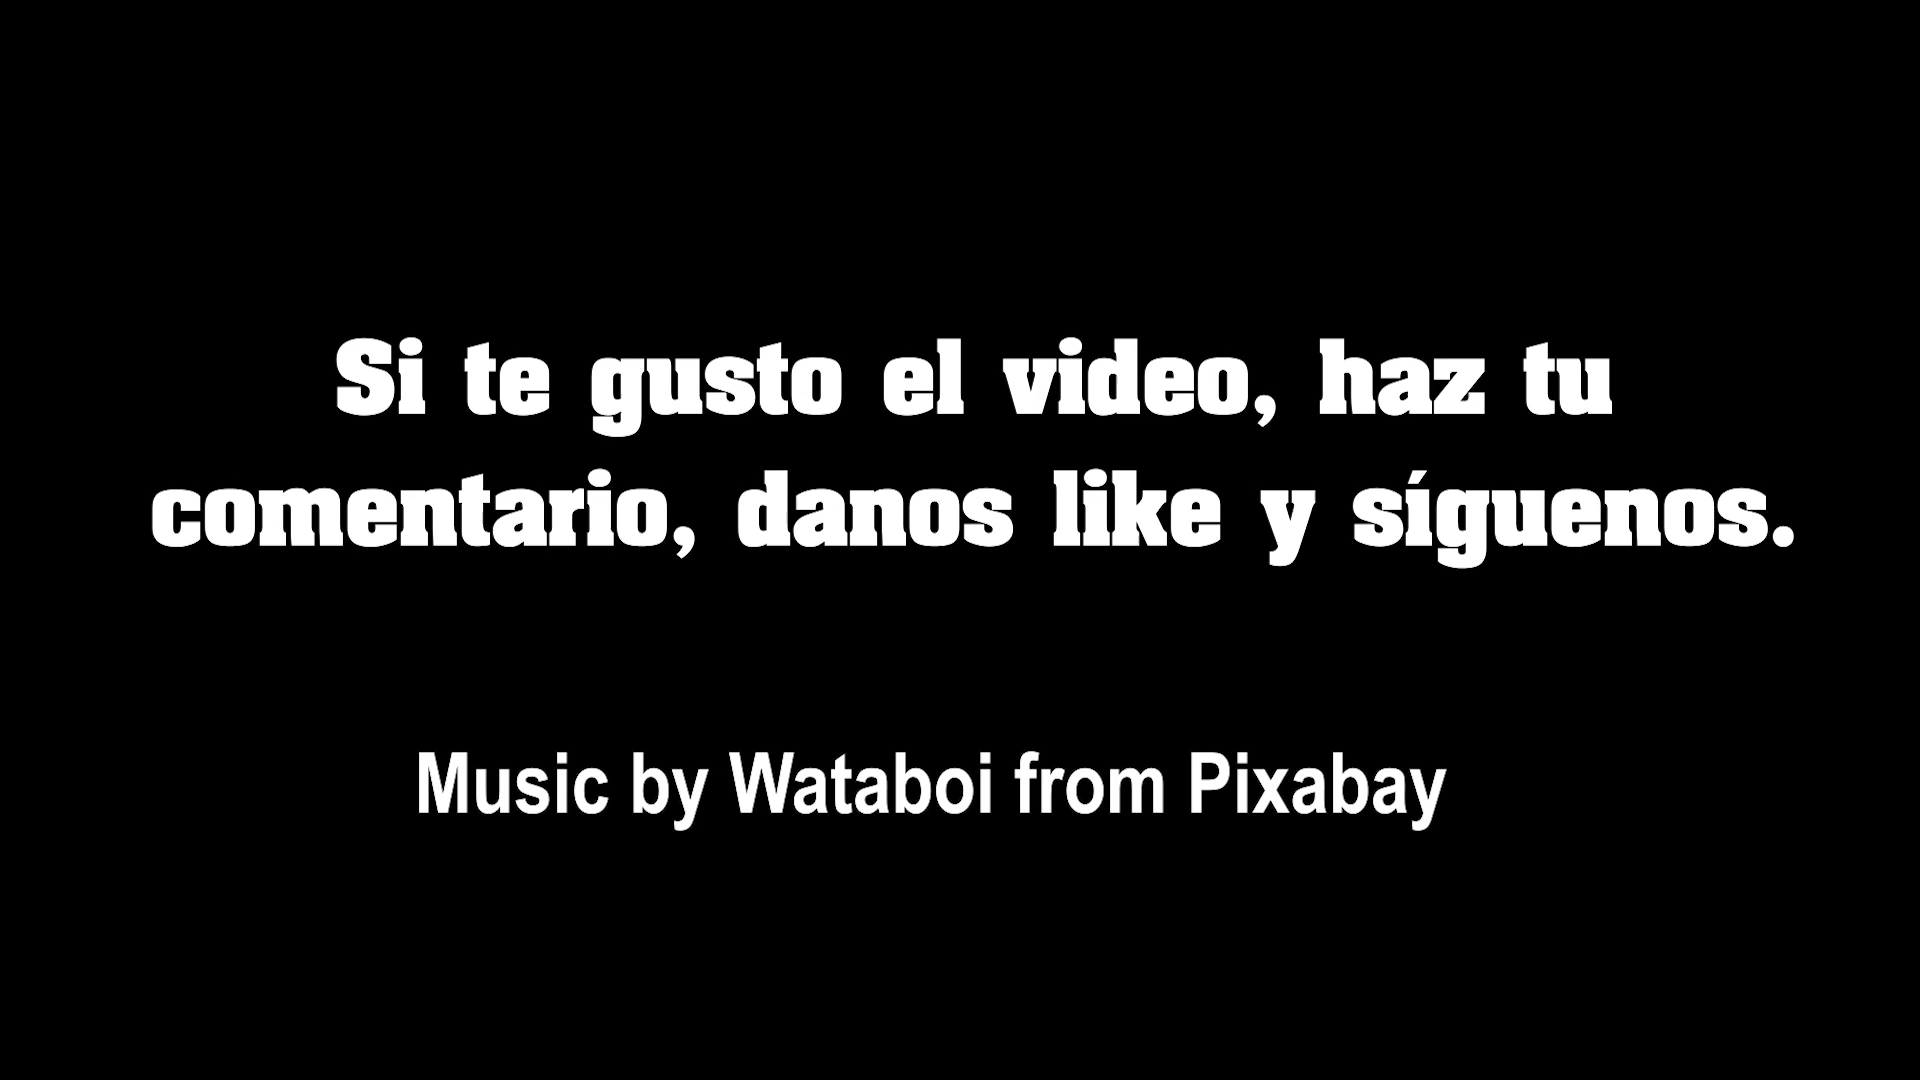 Si te gusto el video, haz tu
comentario, danos like y síguenos.
Music by Wataboi from Pixabay